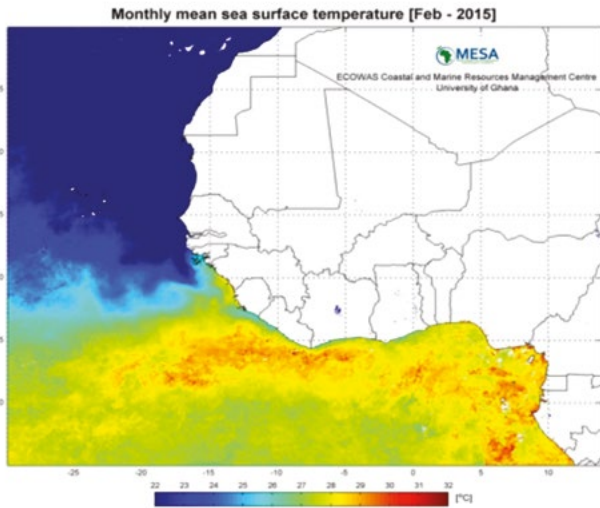 Monthly mean sea surface temperature [Feb - 2015]
MESA
ECOWAS Coastal and Marine Resources Management Centre
University of Ghana
-25 -20 -15 -10 -5 0 5 10
22 23 24 25 26 27 28 29 30 31 32 [°C]